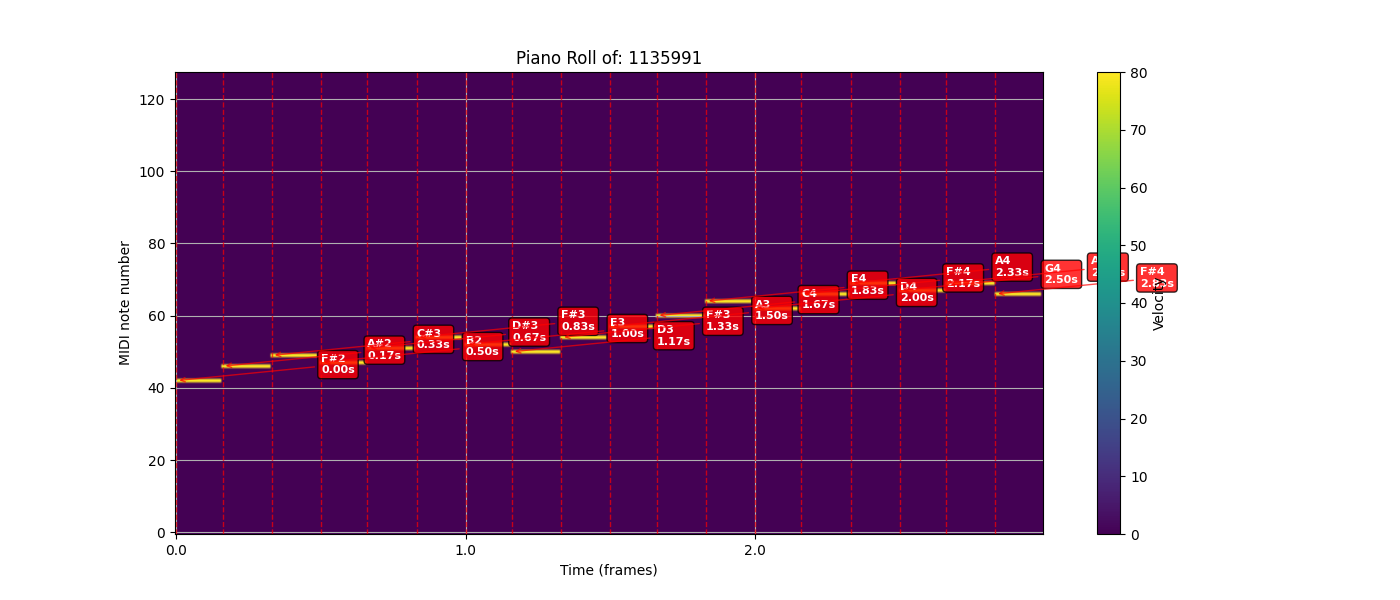 Piano Roll of: 1135991
MIDI note number
120
100
80
60
40
20
0
0.0
1.0
2.0
Time (frames)
F#2
0.00s
A#2
0.17s
C#3
0.33s
B2
0.50s
D#3
0.67s
F#3
0.83s
E3
1.00s
D3
1.17s
F#3
1.33s
A3
1.50s
C4
1.67s
E4
1.83s
D4
2.00s
F#4
2.17s
A4
2.33s
G4
2.50s
F#4
80
70
60
50
40
30
20
10
0
Velocity